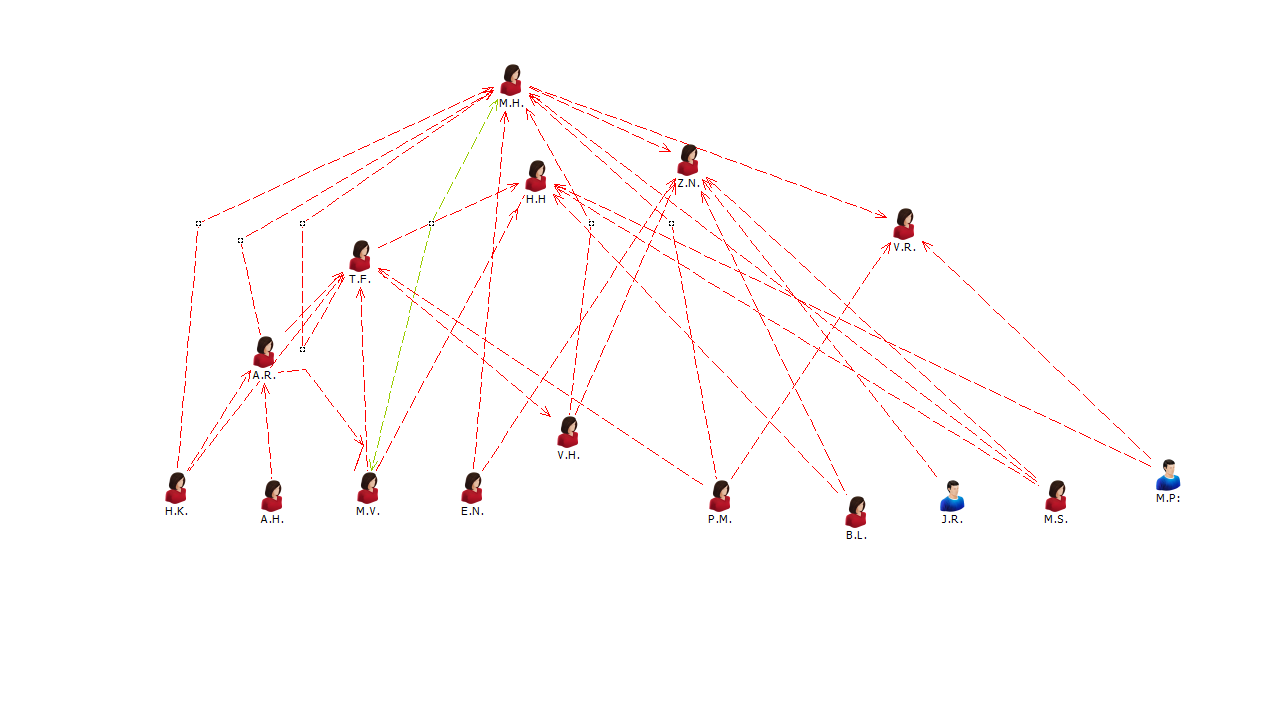 M.H.
Z.N.
H.H
V.R.
T.F.
A.R.
V.H.
H.K.
A.H.
M.V.
E.N.
P.M.
B.L.
J.R.
M.S.
M.P: